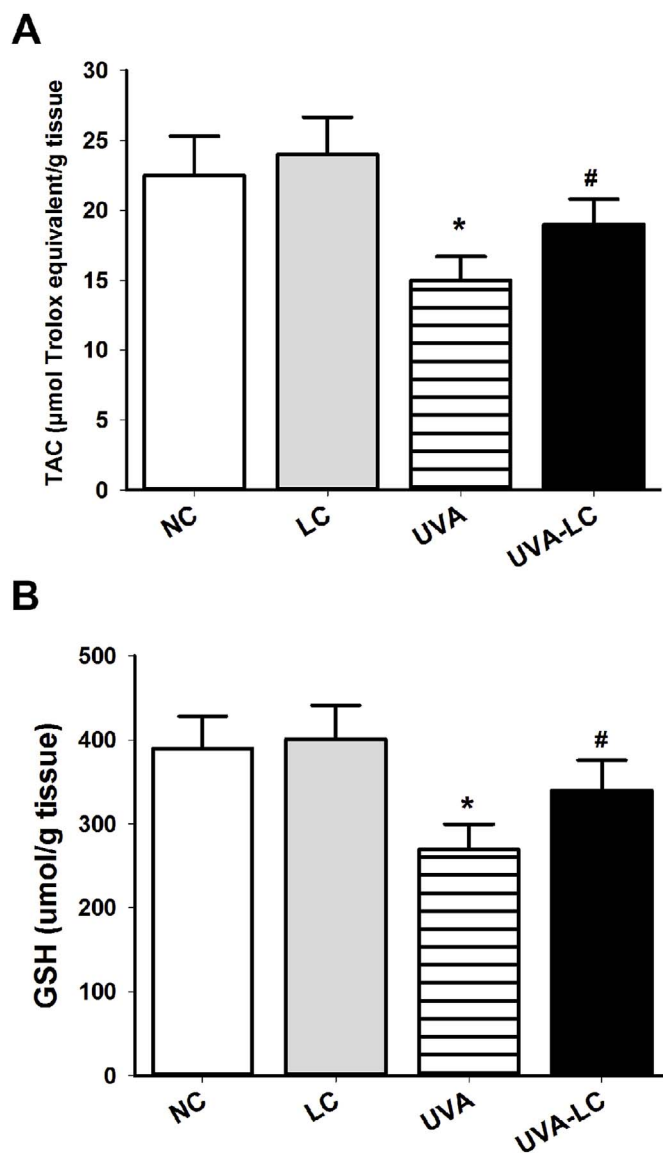 A
TAC (µmol Trolox equivalent/g tissue
30
25
20
15
10
5
0
*
#
NC
LC
UVA
UVA-LC
B
GSH (umol/g tissue)
500
400
300
200
100
0
*
#
NC
LC
UVA
UVA-LC